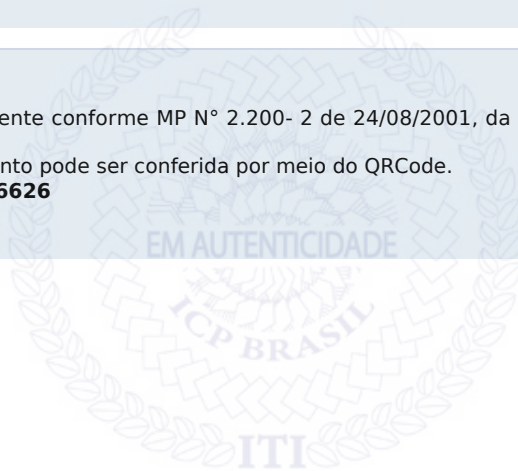 ente conforme MP N° 2.200- 2 de 24/08/2001, da
nto pode ser conferida por meio do QRCode.
6626
EM AUTENTICIDADE
ICP BRASIL
ITI